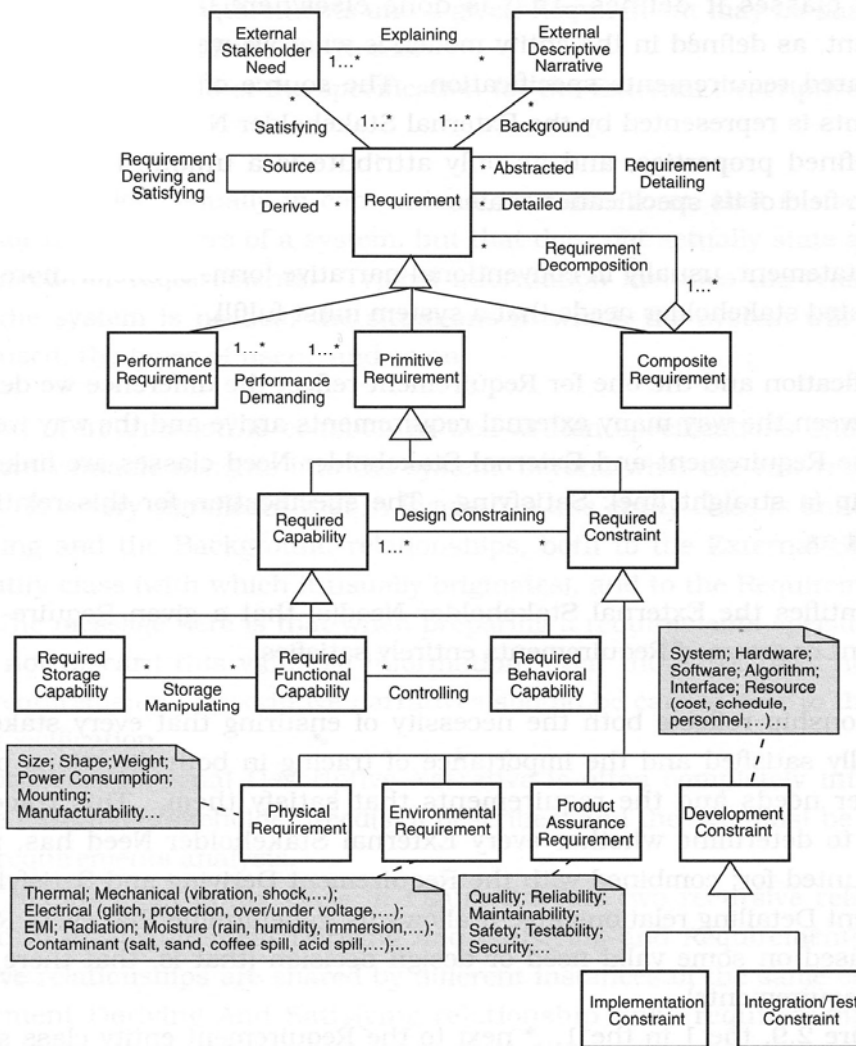 External
Stakeholder
Need
Explaining
1...*
*
External
Descriptive
Narrative
*
*
Satisfying
1...*
1...*
Background
Requirement
Deriving and
Satisfying
Source
*
Derived
*
Requirement
*
Abstracted
*
Detailed
Requirement
Detailing
*
Requirement
Decomposition
1...*
Performance
Requirement
1...*
1...*
Performance
Demanding
Primitive
Requirement
Composite
Requirement
Required
Capability
Design Constraining
1...*
*
Required
Constraint
Required
Storage
Capability
*
*
Storage
Manipulating
Required
Functional
Capability
*
*
Controlling
Required
Behavioral
Capability
System; Hardware;
Software; Algorithm;
Interface; Resource
(cost, schedule,
personnel,...)...
Size; Shape;Weight;
Power Consumption;
Mounting;
Manufacturability...
Physical
Requirement
Environmental
Requirement
Product
Assurance
Requirement
Development
Constraint
Thermal; Mechanical (vibration, shock,...);
Electrical (glitch, protection, over/under voltage,...);
EMI; Radiation; Moisture (rain, humidity, immersion,...);
Contaminant (salt, sand, coffee spill, acid spill,...);...
Quality; Reliability;
Maintainability;
Safety; Testability;
Security;...
Implementation
Constraint
Integration/Test
Constraint